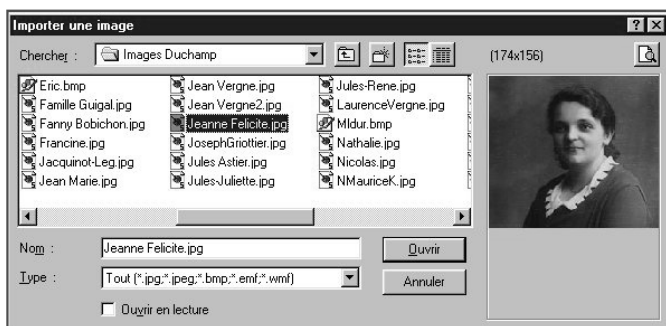 Importer une image
Chercher : Images Duchamp (174x156)
Eric.bmp Jean Vergne.jpg Jules-Rene.jpg
Famille Guigal.jpg Jean Vergne2.jpg LaurenceVergne.jpg
Fanny Bobichon.jpg Jeanne Felicite.jpg Mldur.bmp
Francine.jpg JosephGriottier.jpg Nathalie.jpg
Jacquinot-Leg.jpg Jules Astier.jpg Nicolas.jpg
Jean Marie.jpg Jules-Juliette.jpg NMauriceK.jpg
Nom : Jeanne Felicite.jpg Ouvrir
Type : Tout (*.jpg;*.jpeg;*.bmp;*.emf;*.wmf) Annuler
Ouvrir en lecture